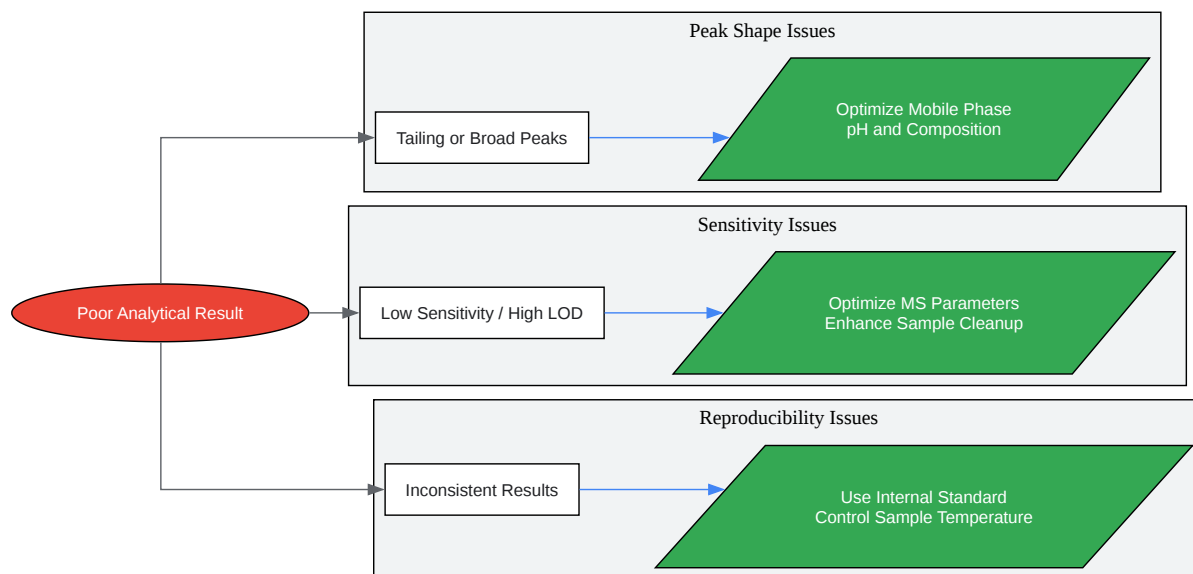 Peak Shape Issues
Tailing or Broad Peaks
Optimize Mobile Phase
pH and Composition
Sensitivity Issues
Poor Analytical Result
Low Sensitivity / High LOD
Optimize MS Parameters
Enhance Sample Cleanup
Reproducibility Issues
Inconsistent Results
Use Internal Standard
Control Sample Temperature